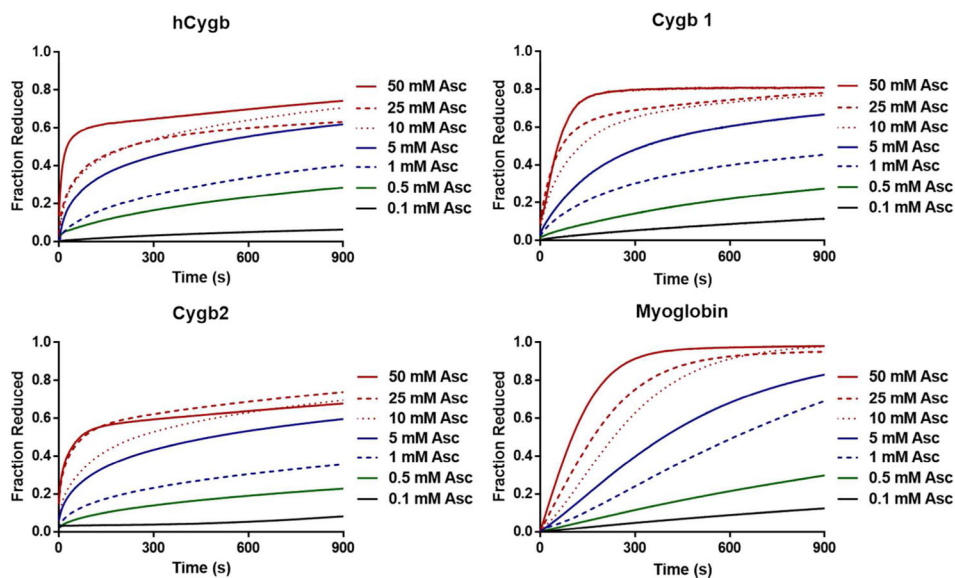 hCygb
Fraction Reduced
1.0
0.8
0.6
0.4
0.2
0.0
0
300
600
900
Time (s)
50 mM Asc
25 mM Asc
10 mM Asc
5 mM Asc
1 mM Asc
0.5 mM Asc
0.1 mM Asc
Cygb 1
Fraction Reduced
1.0
0.8
0.6
0.4
0.2
0.0
0
300
600
900
Time (s)
50 mM Asc
25 mM Asc
10 mM Asc
5 mM Asc
1 mM Asc
0.5 mM Asc
0.1 mM Asc
Cygb2
Fraction Reduced
1.0
0.8
0.6
0.4
0.2
0.0
0
300
600
900
Time (s)
50 mM Asc
25 mM Asc
10 mM Asc
5 mM Asc
1 mM Asc
0.5 mM Asc
0.1 mM Asc
Myoglobin
Fraction Reduced
1.0
0.8
0.6
0.4
0.2
0.0
0
300
600
900
Time (s)
50 mM Asc
25 mM Asc
10 mM Asc
5 mM Asc
1 mM Asc
0.5 mM Asc
0.1 mM Asc